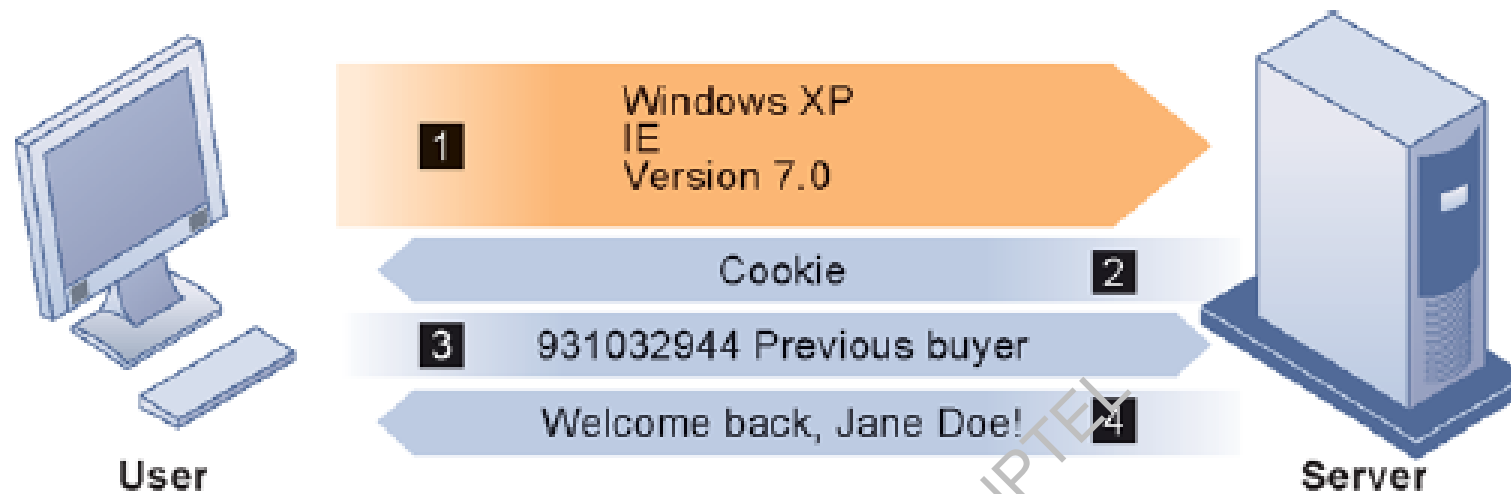 1
Windows XP
IE
Version 7.0
Cookie 2
3 931032944 Previous buyer
Welcome back, Jane Doe! 4
User
Server